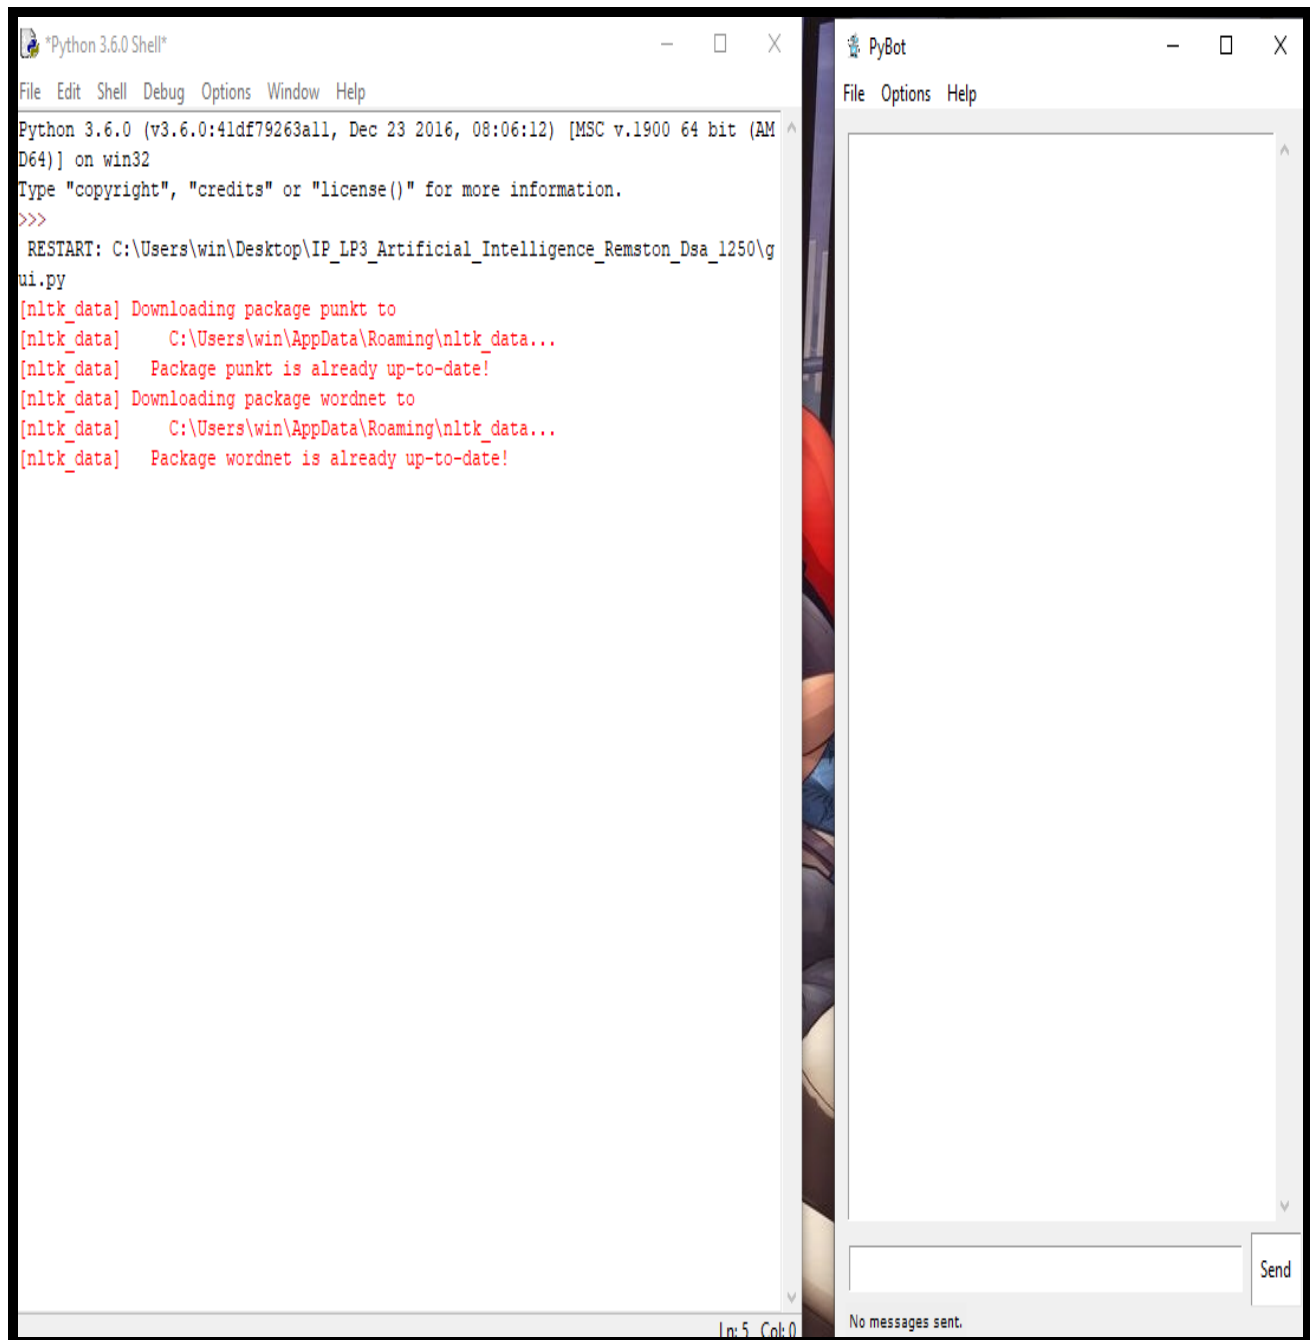 *Python 3.6.0 Shell*
File Edit Shell Debug Options Window Help
Python 3.6.0 (v3.6.0:41df79263a11, Dec 23 2016, 08:06:12) [MSC v.1900 64 bit (AM
D64)] on win32
Type "copyright", "credits" or "license()" for more information.
>>>
 RESTART: C:\Users\win\Desktop\IP_LP3_Artificial_Intelligence_Remston_Dsa_1250\g
ui.py
[nltk_data] Downloading package punkt to
[nltk_data]     C:\Users\win\AppData\Roaming\nltk_data...
[nltk_data]   Package punkt is already up-to-date!
[nltk_data] Downloading package wordnet to
[nltk_data]     C:\Users\win\AppData\Roaming\nltk_data...
[nltk_data]   Package wordnet is already up-to-date!
Ln: 5 Col: 0
PyBot
File Options Help
Send
No messages sent.